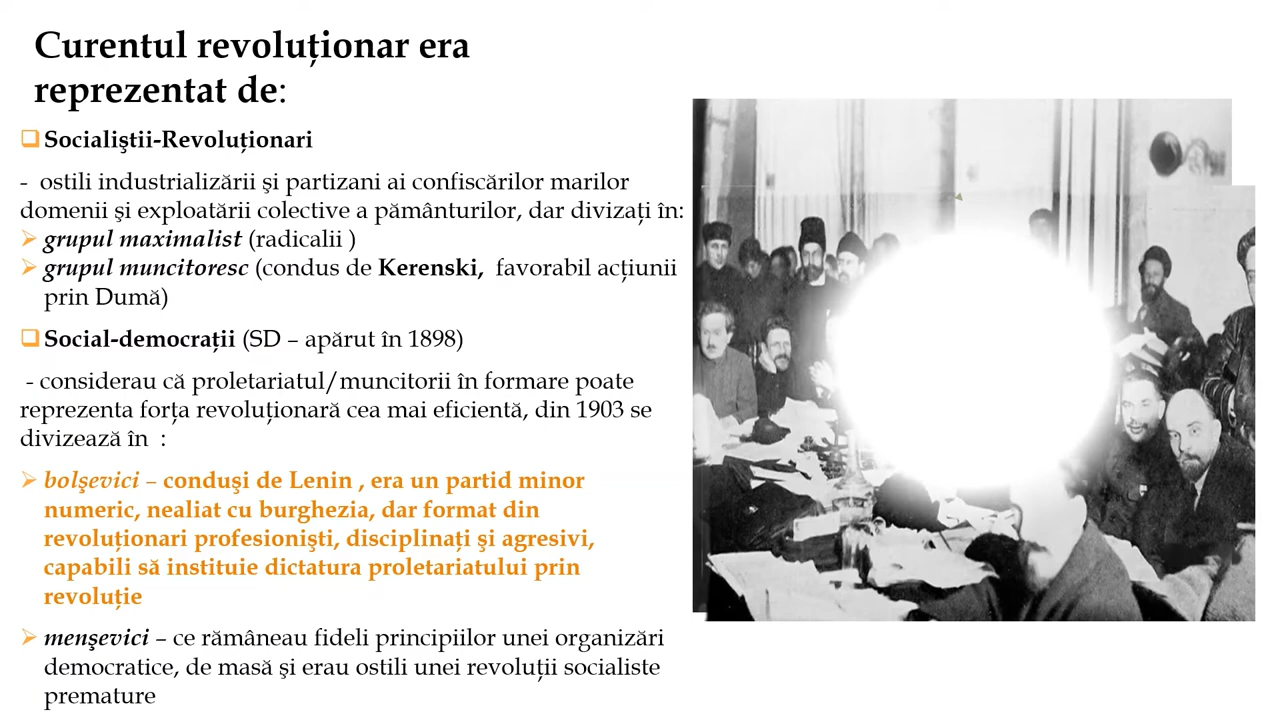 Curentul revoluționar era
reprezentat de:
Socialiştii-Revoluționari
- ostili industrializării şi partizani ai confiscărilor marilor
domenii şi exploatării colective a pământurilor, dar divizați în:
grupul maximalist (radicalii )
grupul muncitoresc (condus de Kerenski, favorabil acțiunii
prin Dumă)
Social-democrații (SD – apărut în 1898)
- considerau că proletariatul/muncitorii în formare poate
reprezenta forța revoluționară cea mai eficientă, din 1903 se
divizează în :
bolşevici – conduşi de Lenin , era un partid minor
numeric, nealiat cu burghezia, dar format din
revoluționari profesionişti, disciplinați şi agresivi,
capabili să instituie dictatura proletariatului prin
revoluție
menşevici – ce rămâneau fideli principiilor unei organizări
democratice, de masă şi erau ostili unei revoluții socialiste
premature